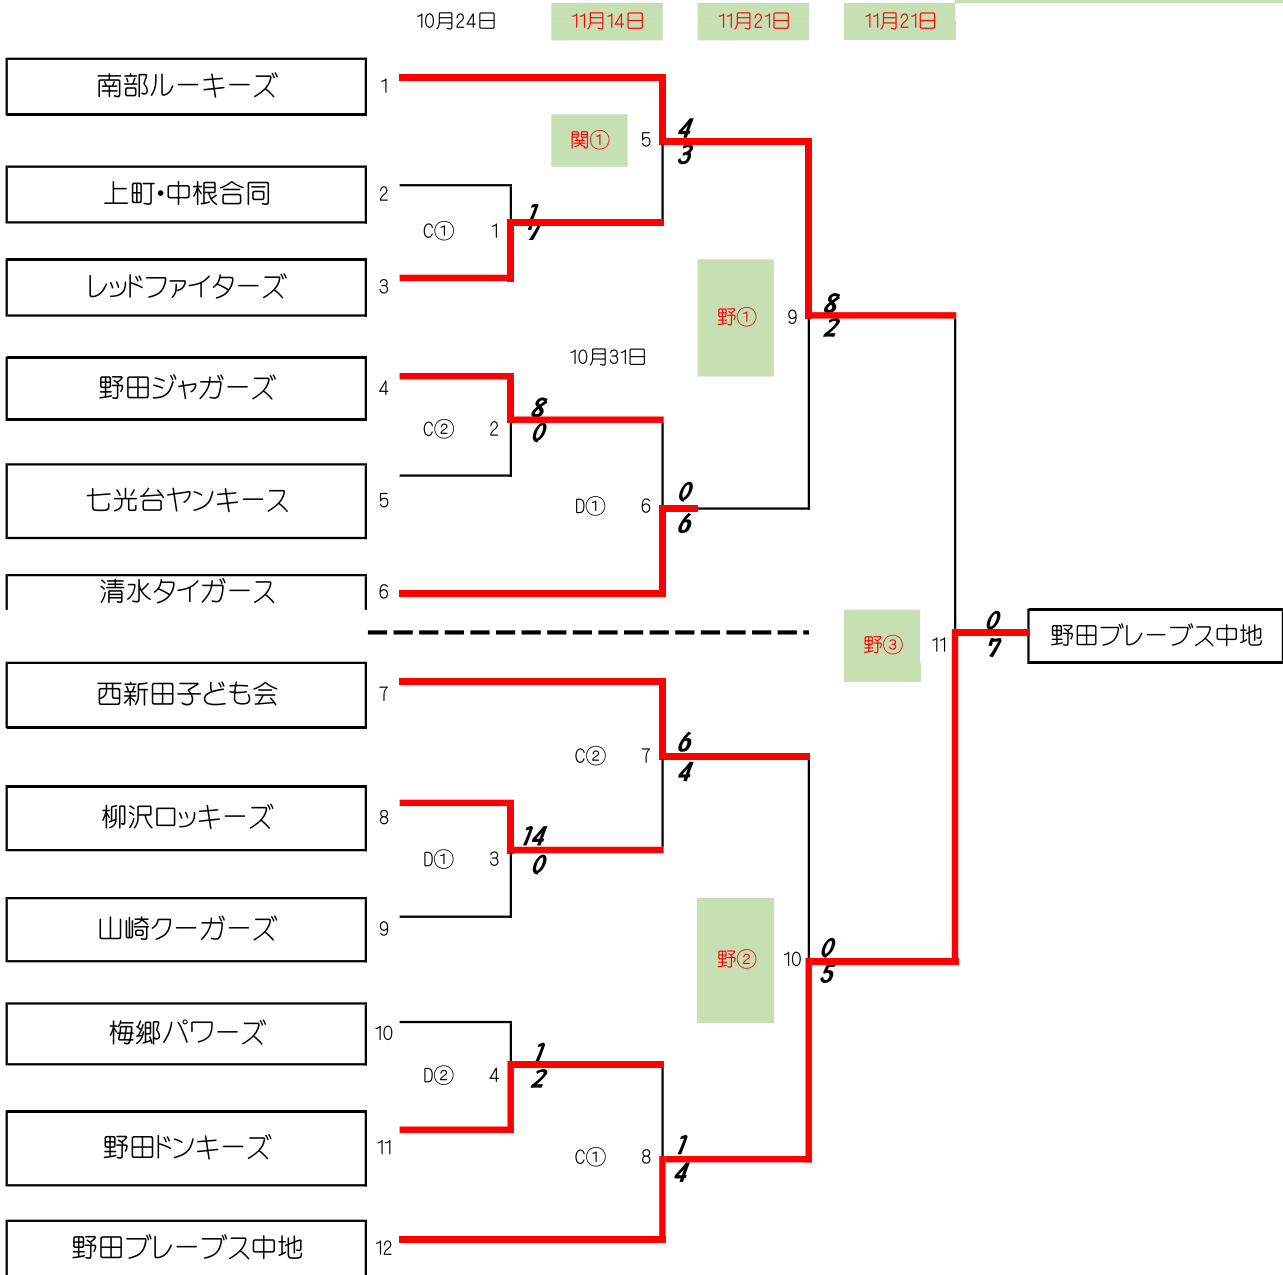 10月24日 11月14日 11月21日 11月21日
南部ルーキーズ 1
関① 5 4
3
上町・中根合同 2
C① 1 1
7
レッドファイターズ 3
野① 9 8
2
10月31日
野田ジャガーズ 4
C② 2 8
0
七光台ヤンキース 5
D① 6 0
6
清水タイガース 6
野③ 11 0
7
野田ブレーブス中地
西新田子ども会 7
C② 7 6
4
柳沢ロッキーズ 8
D① 3 14
0
山崎クーガーズ 9
野② 10 0
5
梅郷パワーズ 10
D② 4 1
2
野田ドンキーズ 11
C① 8 1
4
野田ブレーブス中地 12